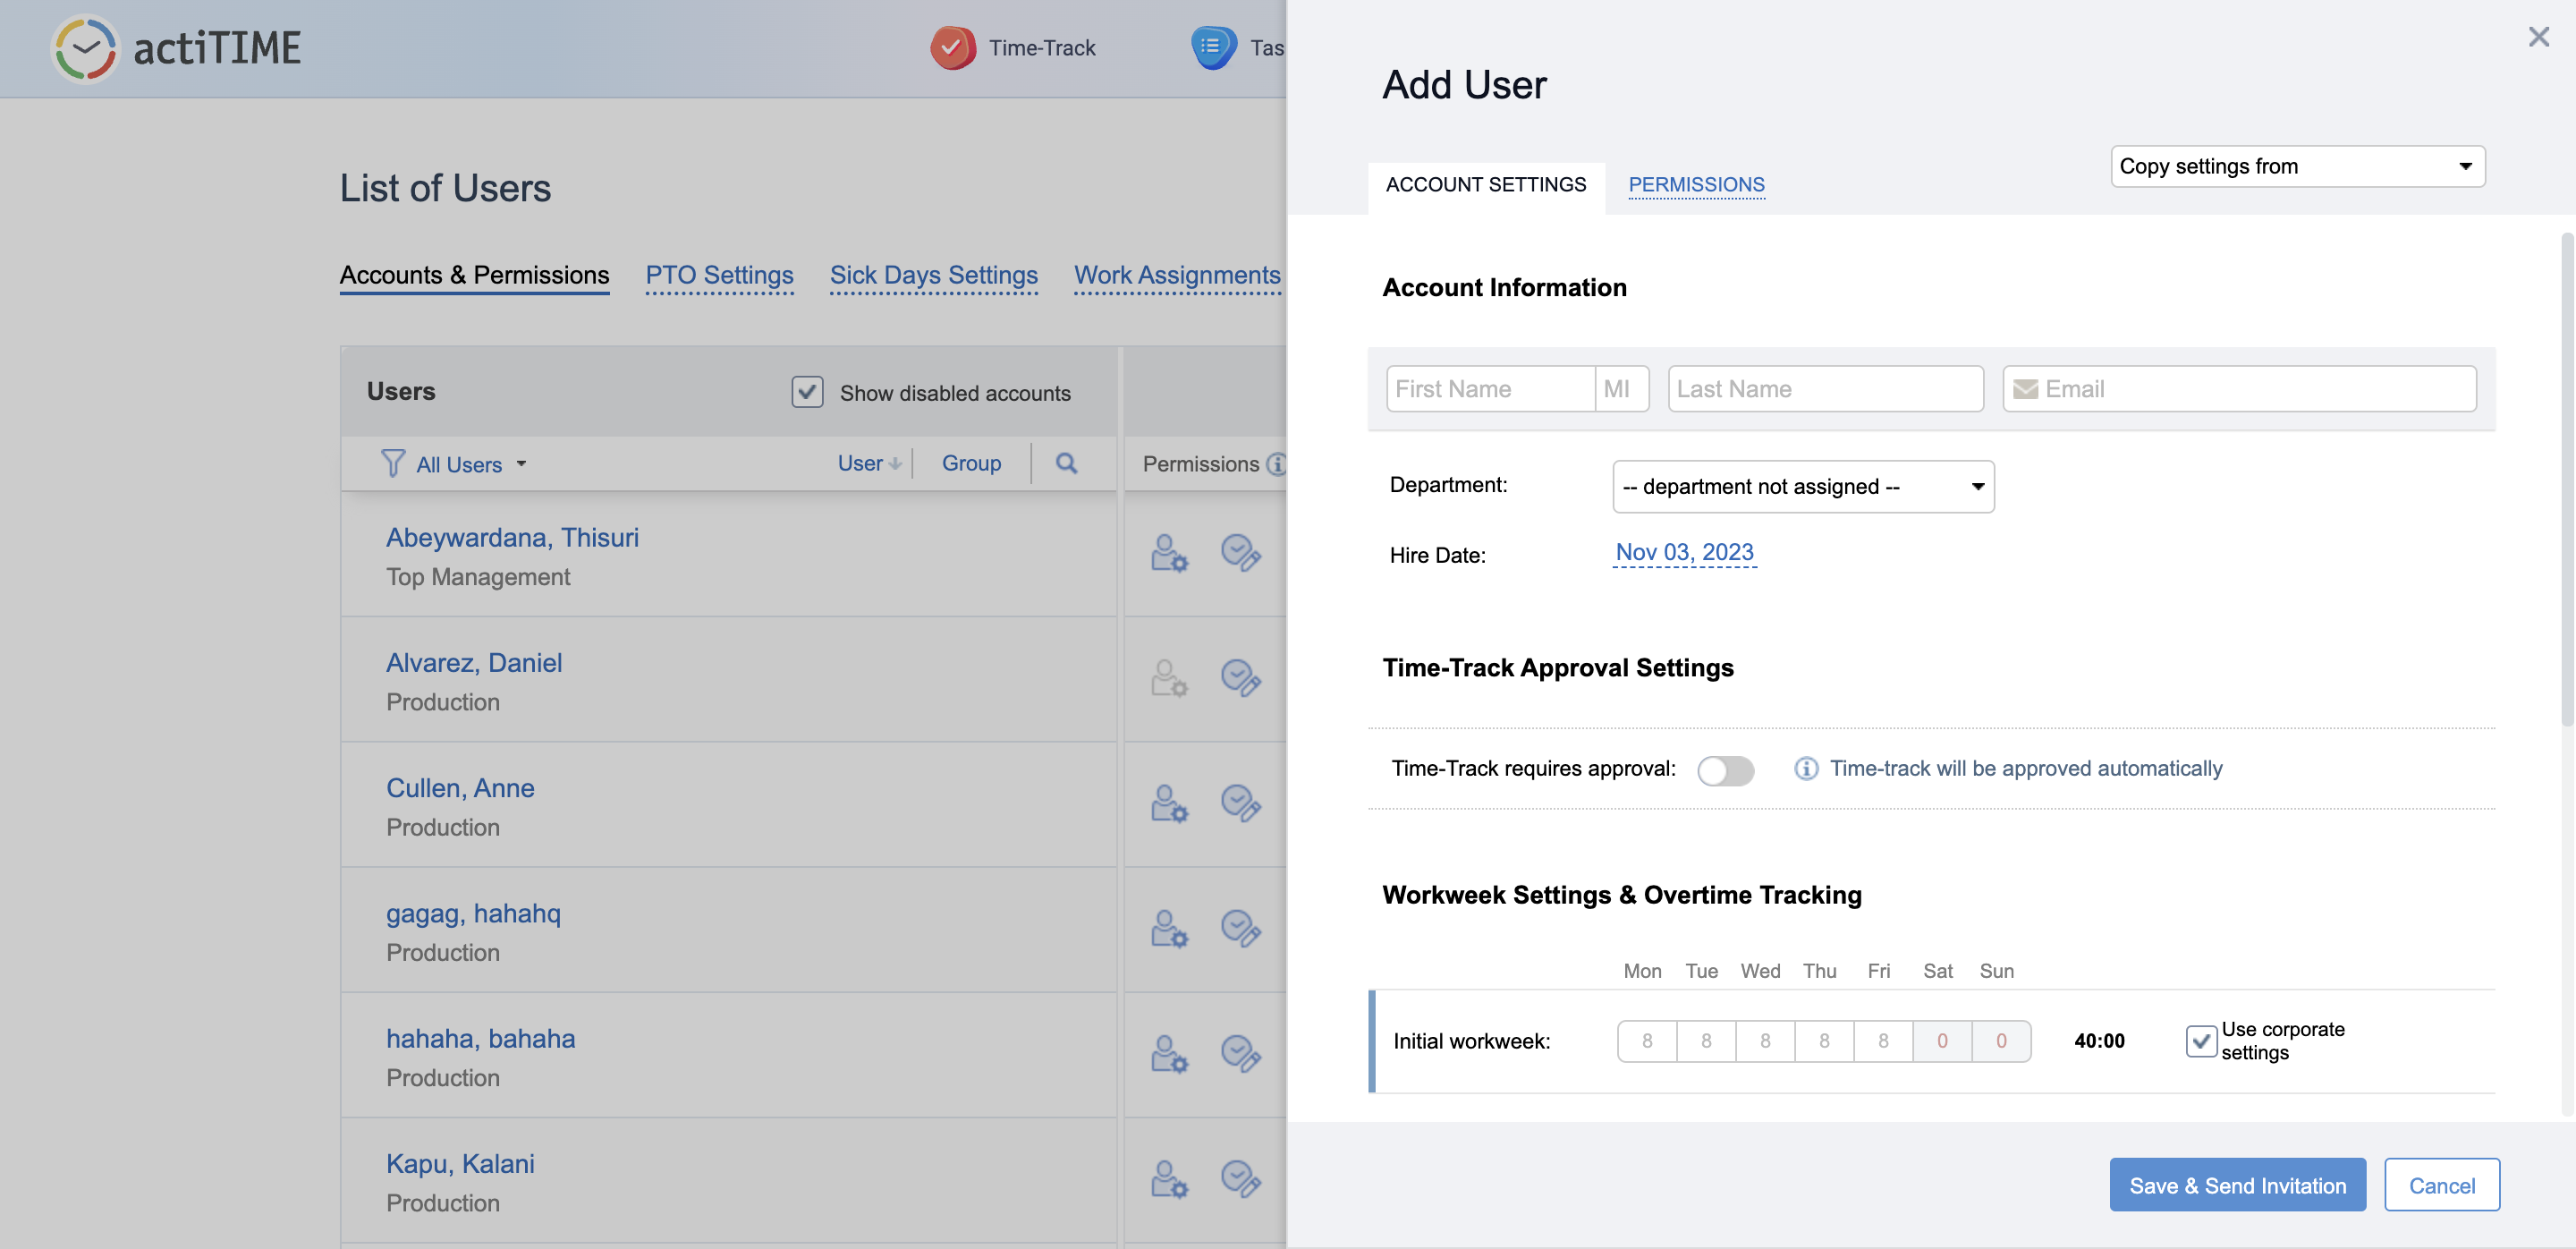 actiTIME
Time-Track
Tas
List of Users
Accounts & Permissions
PTO Settings
Sick Days Settings
Work Assignments
Users
Show disabled accounts
All Users
User
Group
Permissions
Abeywardana, Thisuri
Top Management
Alvarez, Daniel
Production
Cullen, Anne
Production
gagag, hahahq
Production
hahaha, bahaha
Production
Kapu, Kalani
Production
Add User
ACCOUNT SETTINGS
PERMISSIONS
Copy settings from
Account Information
First Name
MI
Last Name
Email
Department:
-- department not assigned --
Hire Date:
Nov 03, 2023
Time-Track Approval Settings
Time-Track requires approval:
Time-track will be approved automatically
Workweek Settings & Overtime Tracking
Mon Tue Wed Thu Fri Sat Sun
Initial workweek:
8 8 8 8 8 0 0
40:00
Use corporate
settings
Save & Send Invitation
Cancel